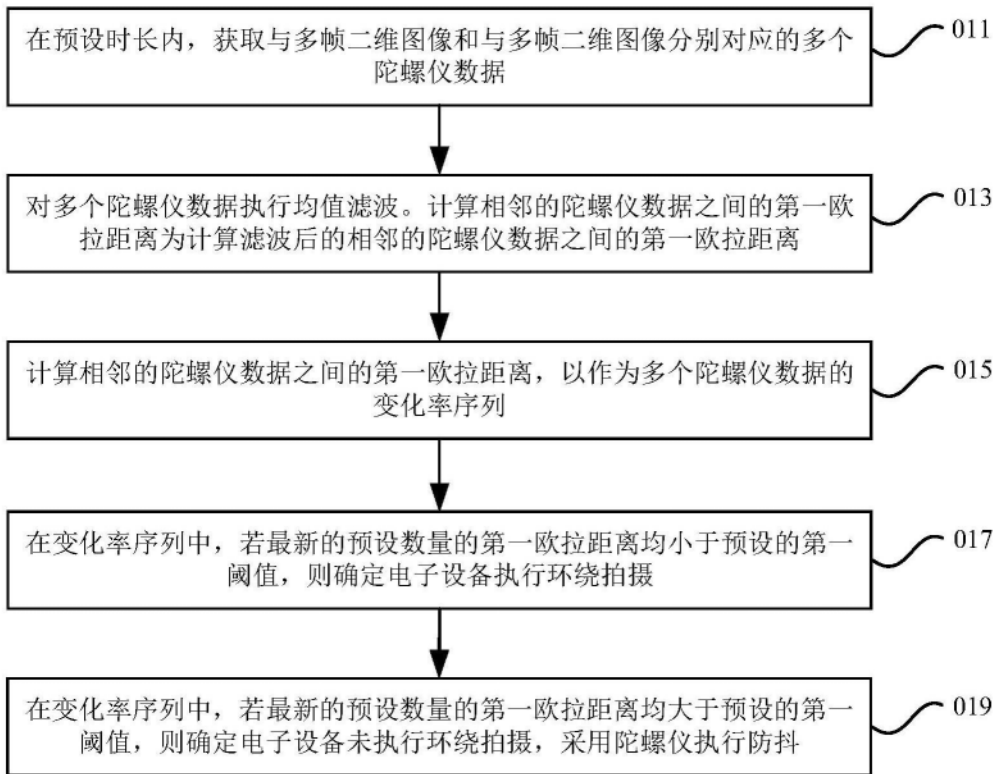 在预设时长内，获取与多帧二维图像和与多帧二维图像分别对应的多个
陀螺仪数据
011
对多个陀螺仪数据执行均值滤波。计算相邻的陀螺仪数据之间的第一欧
拉距离为计算滤波后的相邻的陀螺仪数据之间的第一欧拉距离
013
计算相邻的陀螺仪数据之间的第一欧拉距离，以作为多个陀螺仪数据的
变化率序列
015
在变化率序列中，若最新的预设数量的第一欧拉距离均小于预设的第一
阈值，则确定电子设备执行环绕拍摄
017
在变化率序列中，若最新的预设数量的第一欧拉距离均大于预设的第一
阈值，则确定电子设备未执行环绕拍摄，采用陀螺仪执行防抖
019